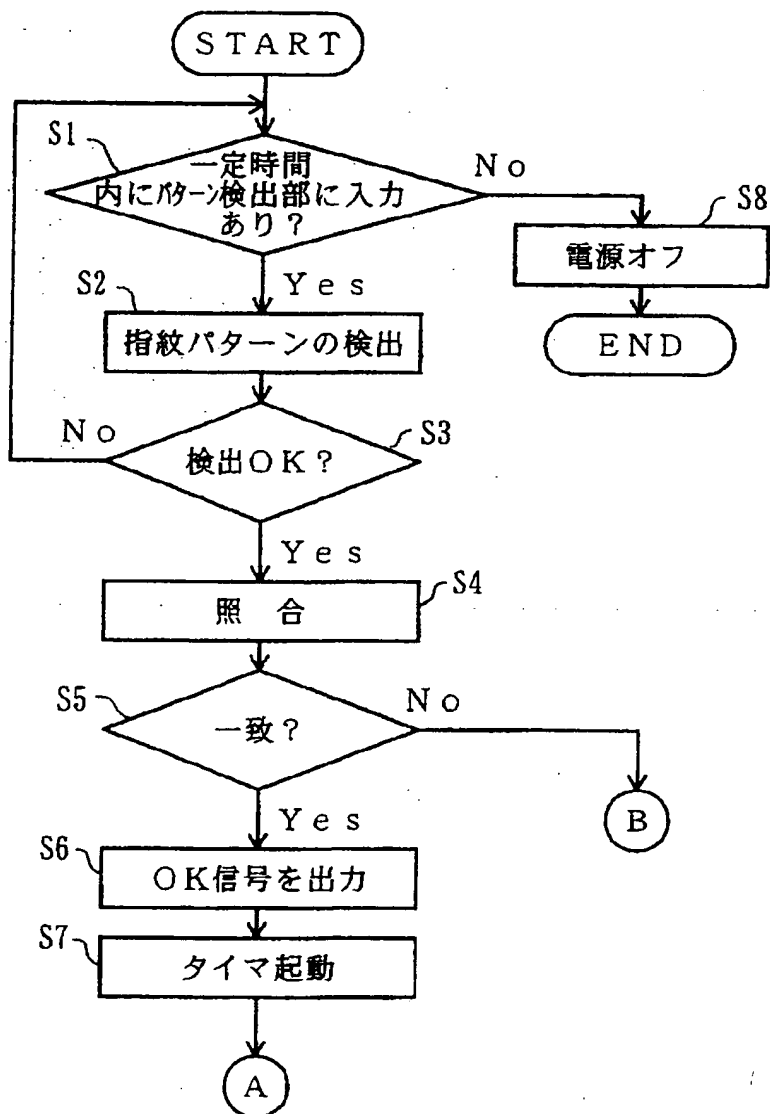 START
S1
一定時間
内にパターン検出部に入力
あり?
No
S8
電源オフ
END
Yes
S2
指紋パターンの検出
No
S3
検出OK?
Yes
S4
照 合
S5
一致?
No
B
Yes
S6
OK信号を出力
S7
タイマ起動
A